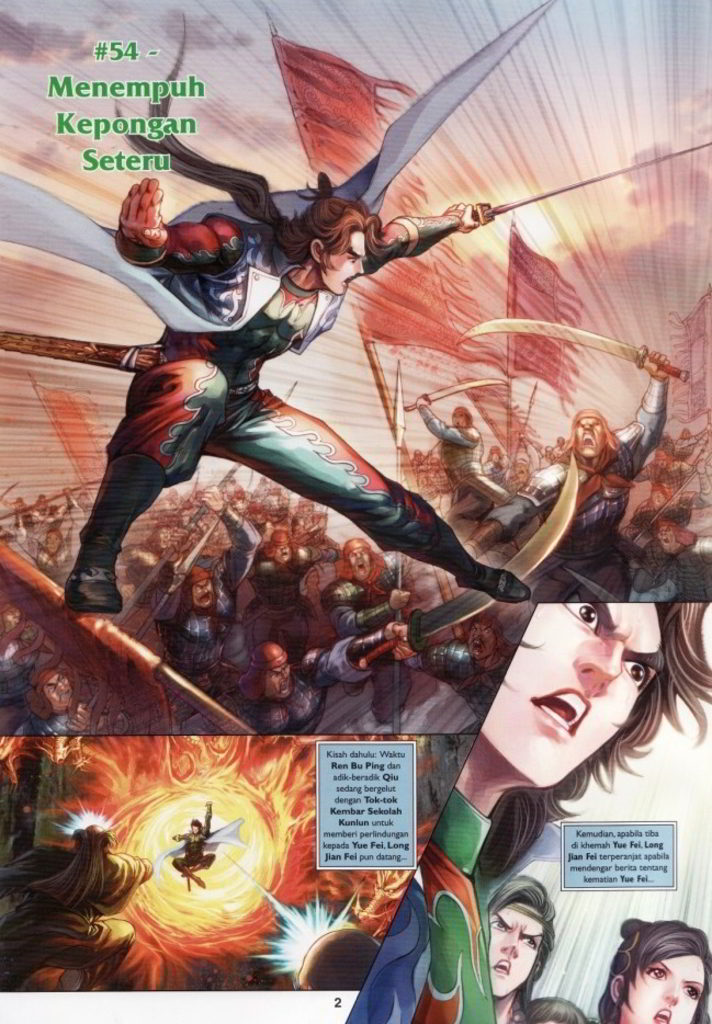 #54 -
Menempuh
Kepongan
Seteru
Kisah dahulu: Waktu
Ren Bu Ping dan
adik-beradik Qiu
sedang bergelut
dengan Tok-tok
Kembar Sekolah
Kunlun untuk
memberi perlindungan
kepada Yue Fei, Long
Jian Fei pun datang...
Kemudian, apabila tiba
di khemah Yue Fei, Long
Jian Fei terperanjat apabila
mendengar berita tentang
kematian Yue Fei...
2